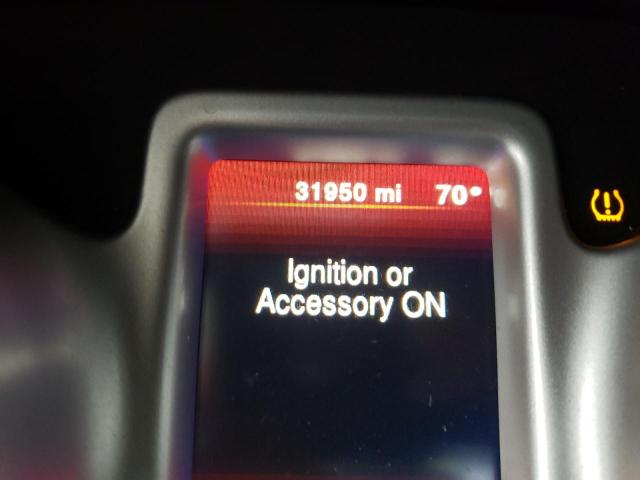 31950 mi 70°
Ignition or
Accessory ON